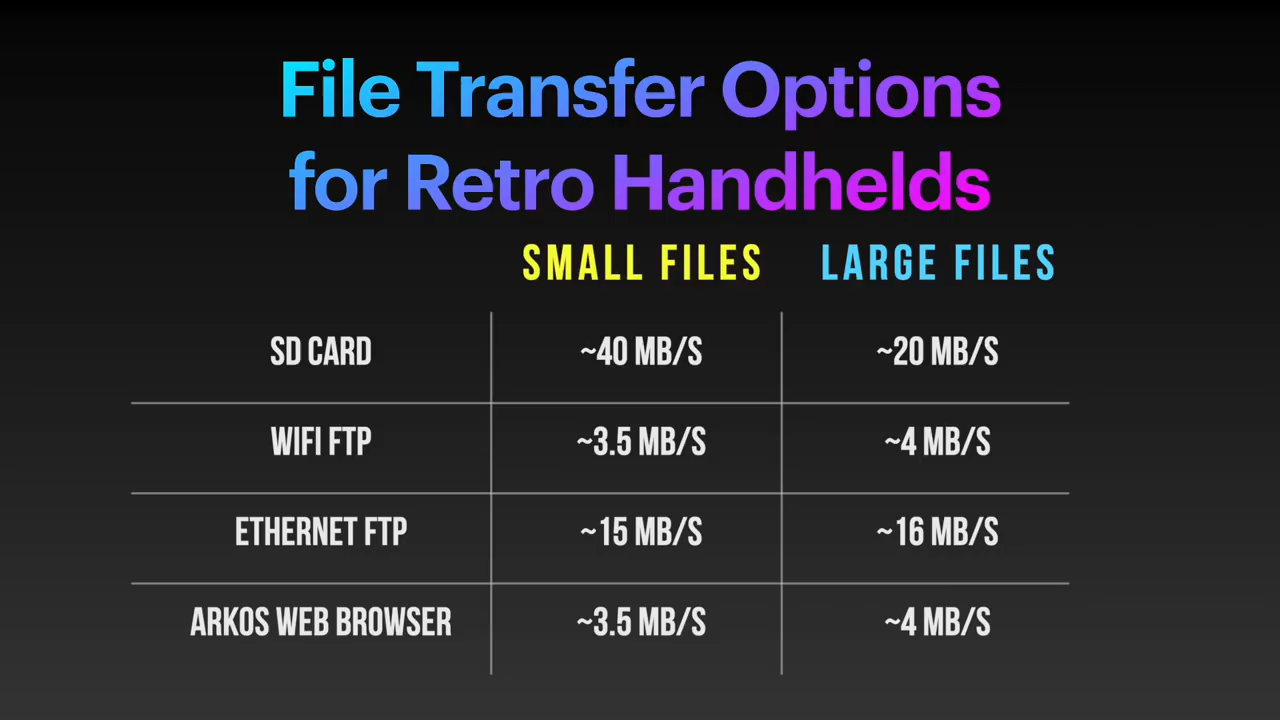 File Transfer Options
for Retro Handhelds
SMALL FILES LARGE FILES
SD CARD ~40 MB/S ~20 MB/S
WIFI FTP ~3.5 MB/S ~4 MB/S
ETHERNET FTP ~15 MB/S ~16 MB/S
ARKOS WEB BROWSER ~3.5 MB/S ~4 MB/S